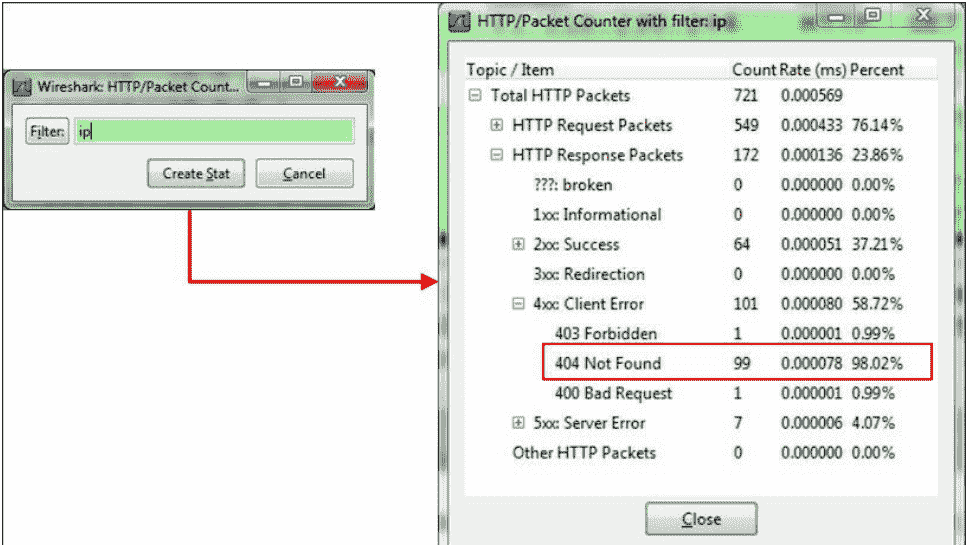 Wireshark: HTTP/Packet Count...
Filter: ip
Create Stat Cancel
HTTP/Packet Counter with filter: ip
Topic / Item Count Rate (ms) Percent
Total HTTP Packets 721 0.000569
HTTP Request Packets 549 0.000433 76.14%
HTTP Response Packets 172 0.000136 23.86%
???: broken 0 0.000000 0.00%
1xx: Informational 0 0.000000 0.00%
2xx: Success 64 0.000051 37.21%
3xx: Redirection 0 0.000000 0.00%
4xx: Client Error 101 0.000080 58.72%
403 Forbidden 1 0.000001 0.99%
404 Not Found 99 0.000078 98.02%
400 Bad Request 1 0.000001 0.99%
5xx: Server Error 7 0.000006 4.07%
Other HTTP Packets 0 0.000000 0.00%
Close